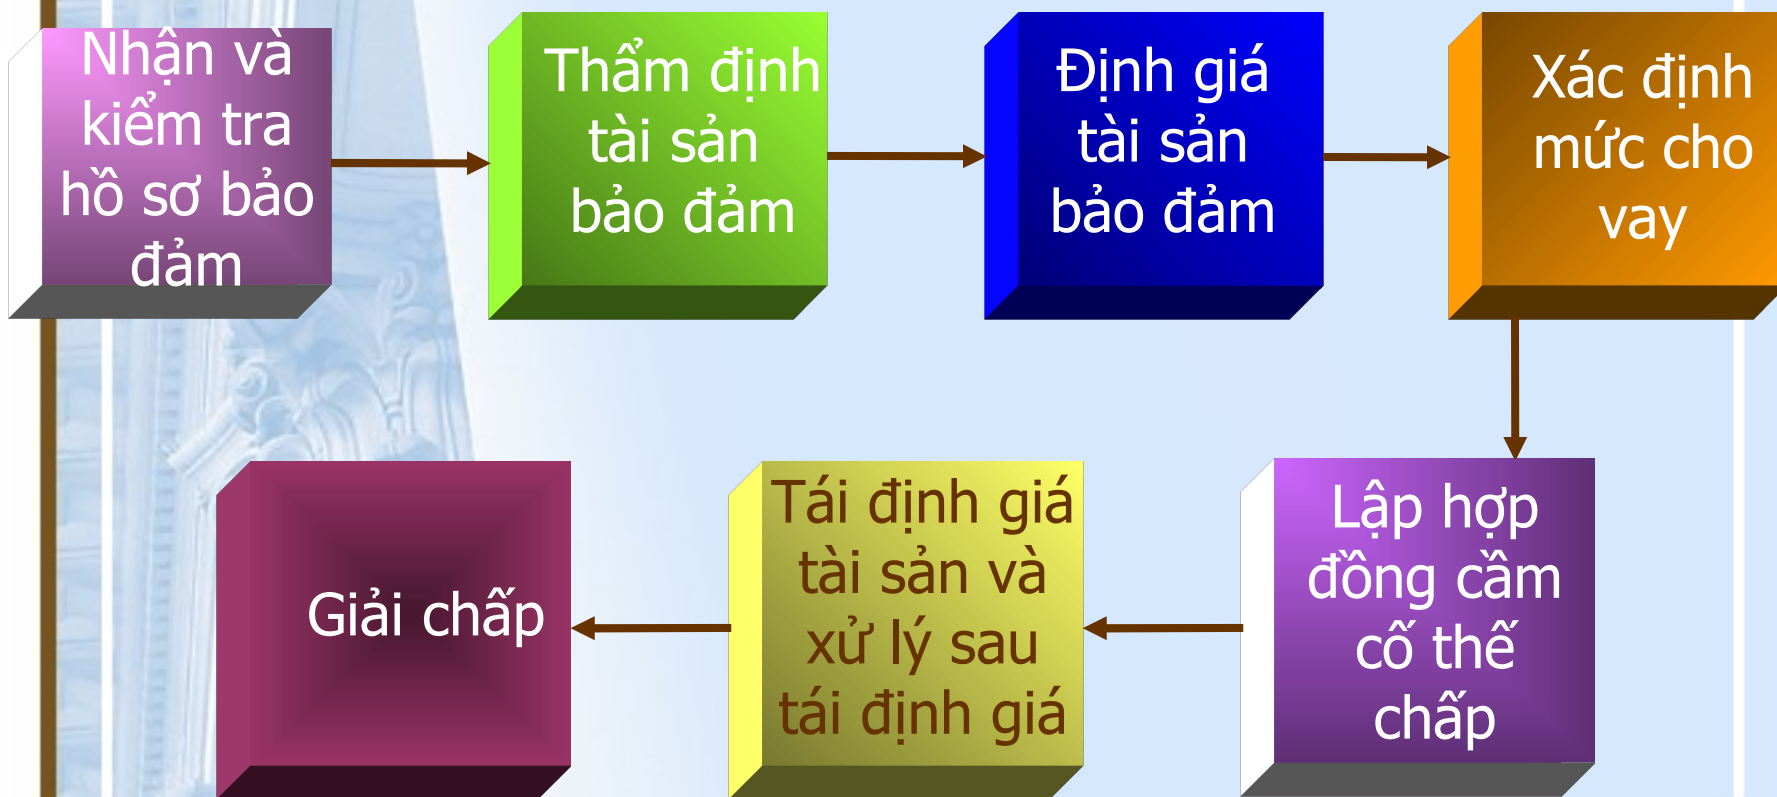 Nhận và
kiểm tra
hồ sơ bảo
đảm
Thẩm định
tài sản
bảo đảm
Định giá
tài sản
bảo đảm
Xác định
mức cho
vay
Lập hợp
đồng cầm
cố thế
chấp
Tái định giá
tài sản và
xử lý sau
tái định giá
Giải chấp